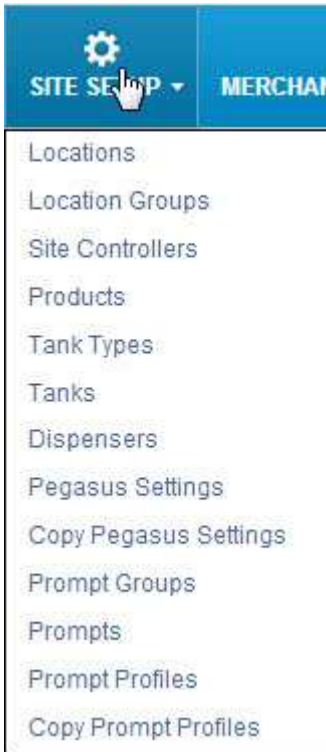 SITE SETUP
Locations
Location Groups
Site Controllers
Products
Tank Types
Tanks
Dispensers
Pegasus Settings
Copy Pegasus Settings
Prompt Groups
Prompts
Prompt Profiles
Copy Prompt Profiles